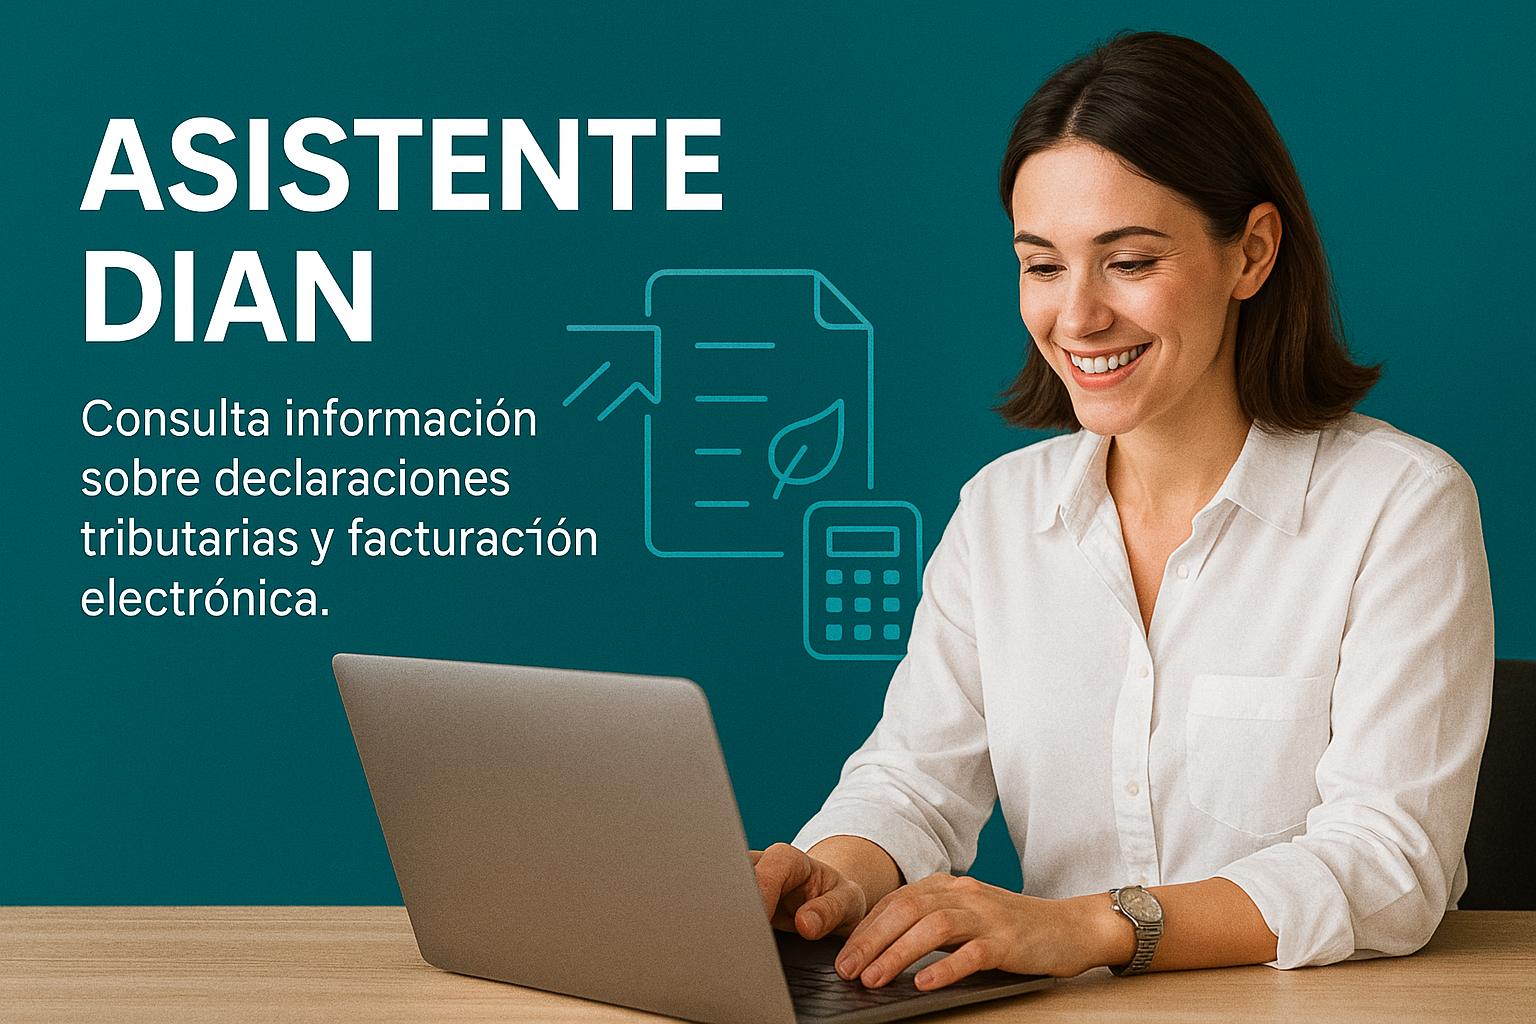 ASISTENTE
DIAN
Consulta información
sobre declaraciones
tributarias y facturación
electrónica.